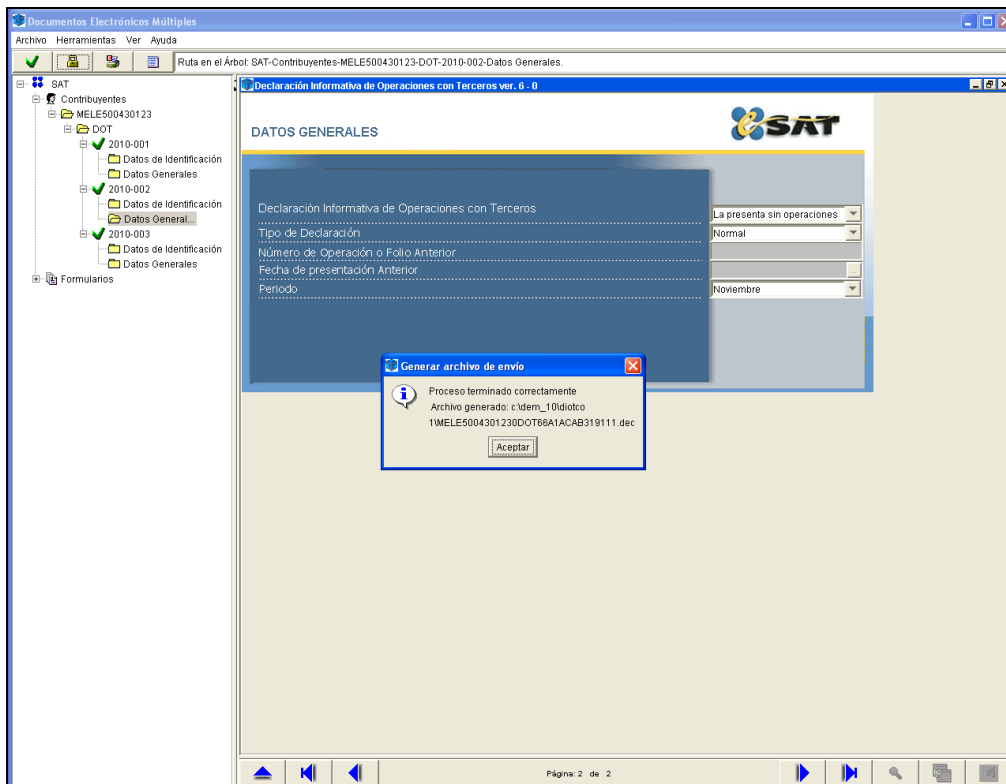 Documentos Electrónicos Múltiples
Archivo Herramientas Ver Ayuda
Ruta en el Árbol: SAT-Contribuyentes-MELE500430123-DOT-2010-002-Datos Generales.
SAT
Contribuyentes
MELE500430123
DOT
2010-001
Datos de Identificación
Datos Generales
2010-002
Datos de Identificación
Datos General...
2010-003
Datos de Identificación
Datos Generales
Formularios
Declaración Informativa de Operaciones con Terceros ver. 6 - 0
DATOS GENERALES
SAT
Declaración Informativa de Operaciones con Terceros
La presenta sin operaciones
Tipo de Declaración
Normal
Número de Operación o Folio Anterior
Fecha de presentación Anterior
...
Periodo
Noviembre
Generar archivo de envío
Proceso terminado correctamente
Archivo generado: c:\dem_10\diotco
1\MELE5004301230DOT66A1ACAB319111.dec
Aceptar
Página: 2 de 2